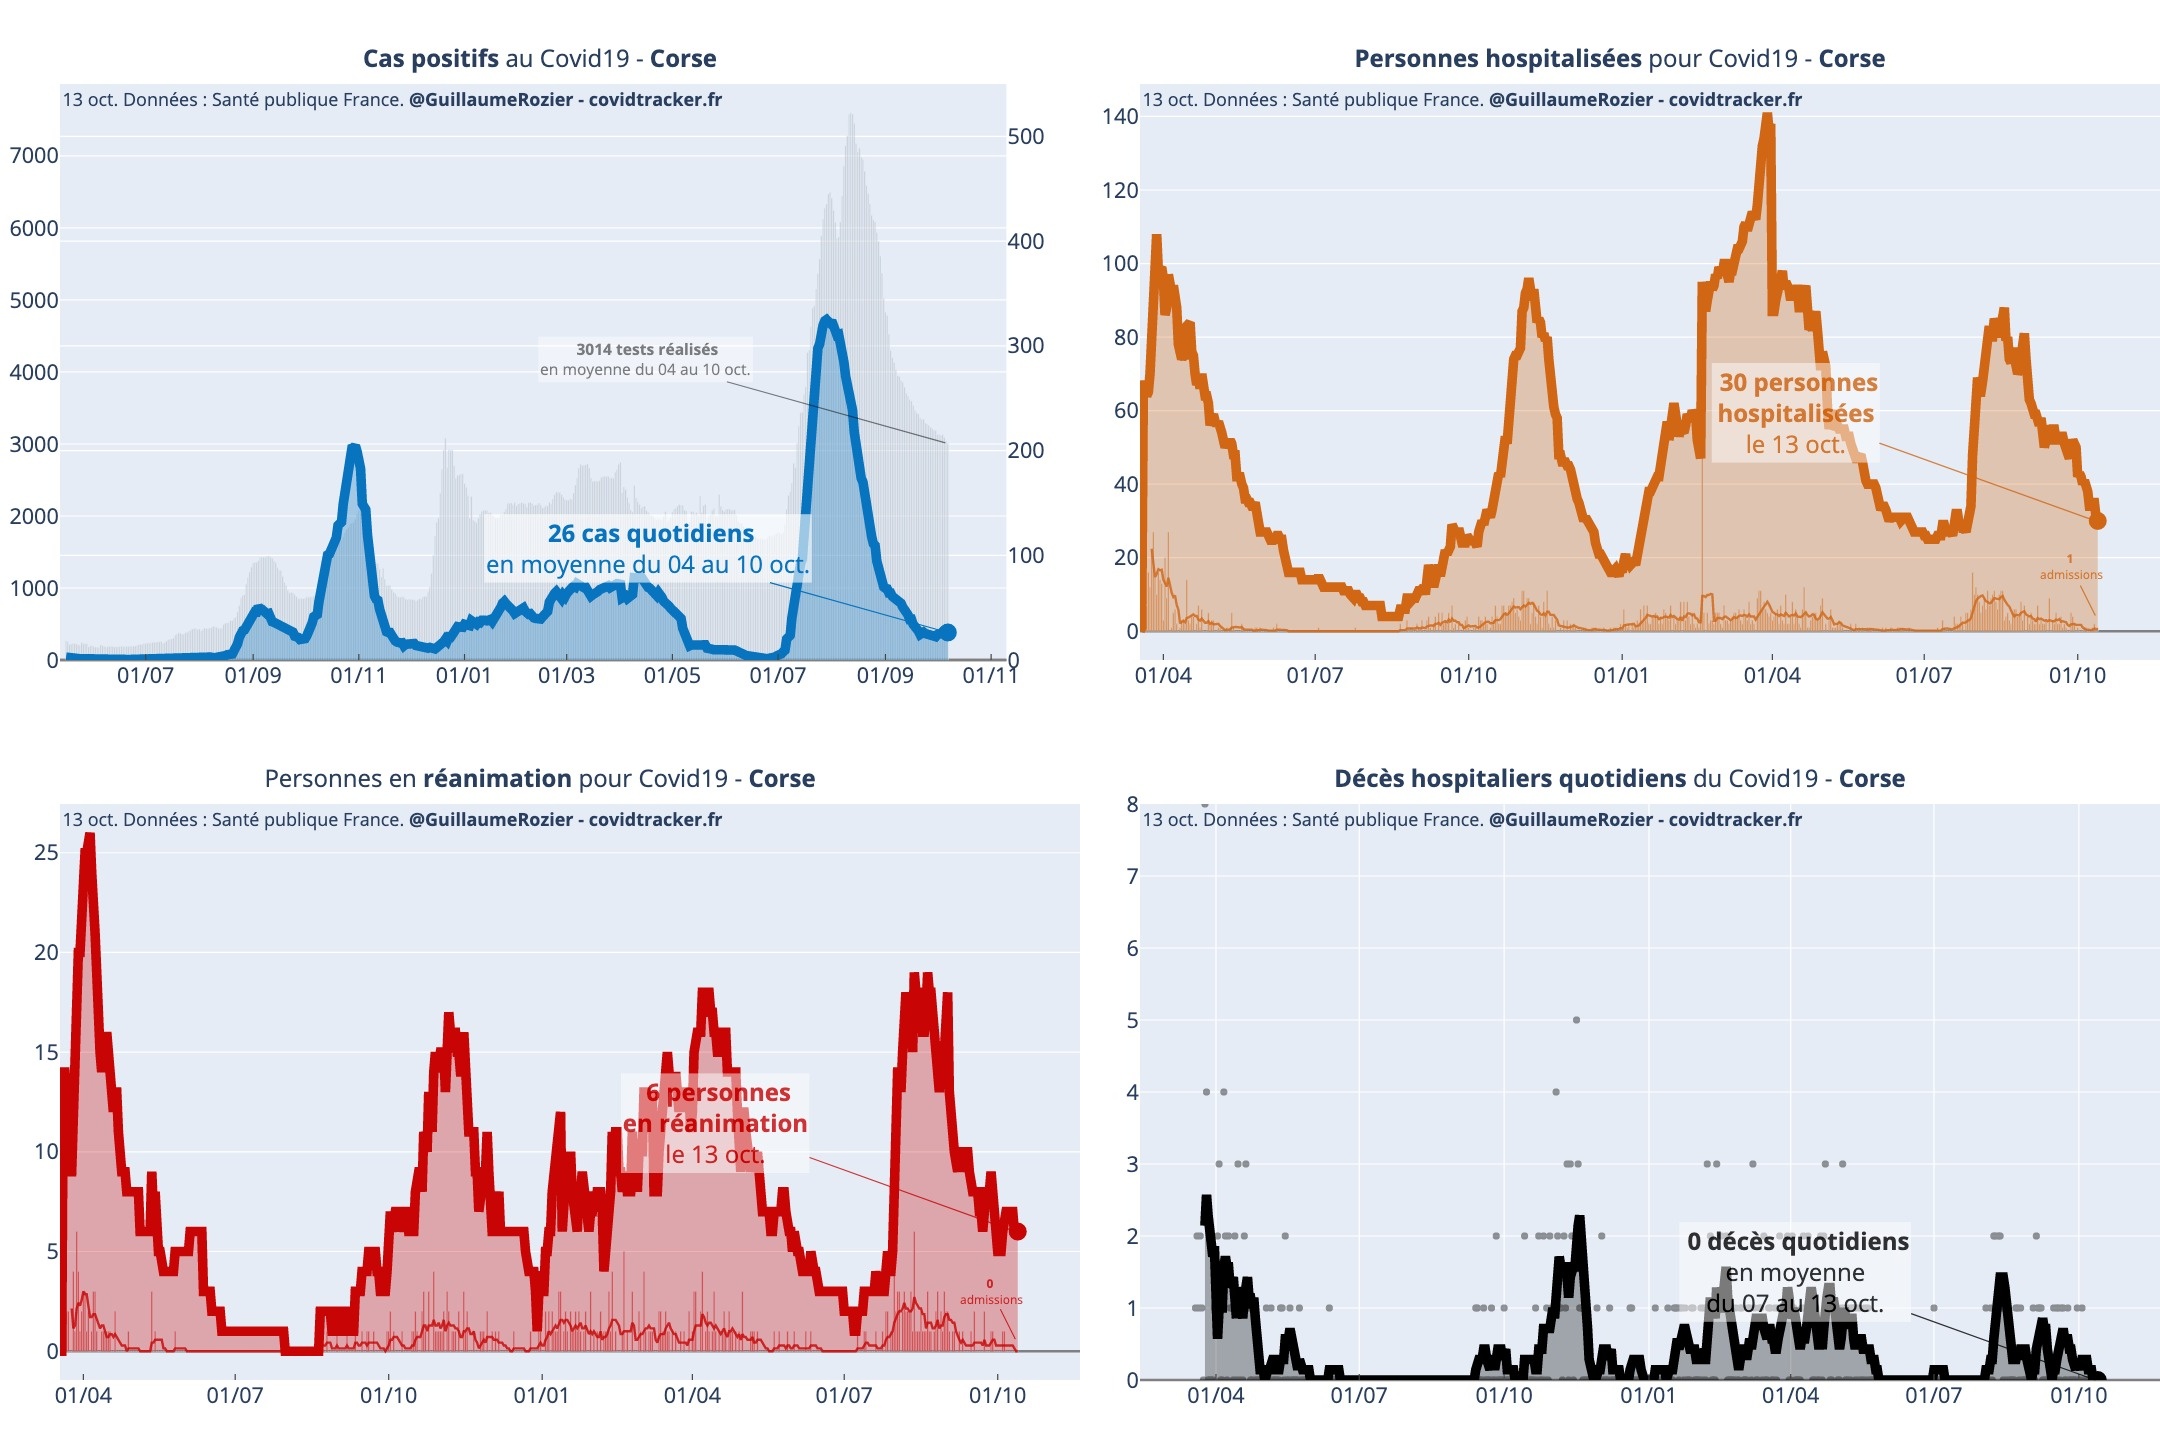 Cas positifs au Covid19 - Corse
13 oct. Données : Santé publique France. @GuillaumeRozier - covidtracker.fr
7000
6000
5000
4000
3000
2000
1000
0
500
400
300
200
100
0
3014 tests réalisés
en moyenne du 04 au 10 oct.
26 cas quotidiens
en moyenne du 04 au 10 oct.
01/07 01/09 01/11 01/01 01/03 01/05 01/07 01/09 01/11
Personnes hospitalisées pour Covid19 - Corse
13 oct. Données : Santé publique France. @GuillaumeRozier - covidtracker.fr
140
120
100
80
60
40
20
0
30 personnes
hospitalisées
le 13 oct.
1
admissions
01/04 01/07 01/10 01/01 01/04 01/07 01/10
Personnes en réanimation pour Covid19 - Corse
13 oct. Données : Santé publique France. @GuillaumeRozier - covidtracker.fr
25
20
15
10
5
0
6 personnes
en réanimation
le 13 oct.
0
admissions
01/04 01/07 01/10 01/01 01/04 01/07 01/10
Décès hospitaliers quotidiens du Covid19 - Corse
13 oct. Données : Santé publique France. @GuillaumeRozier - covidtracker.fr
8
7
6
5
4
3
2
1
0
0 décès quotidiens
en moyenne
du 07 au 13 oct.
01/04 01/07 01/10 01/01 01/04 01/07 01/10